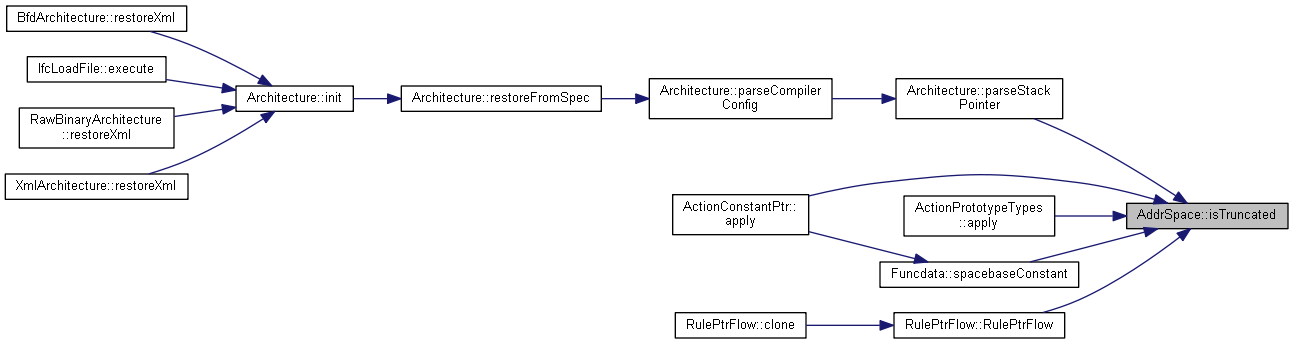 BfdArchitecture::restoreXml
IfcLoadFile::execute
RawBinaryArchitecture
::restoreXml
XmlArchitecture::restoreXml
Architecture::init
Architecture::restoreFromSpec
Architecture::parseCompiler
Config
Architecture::parseStack
Pointer
ActionConstantPtr::
apply
ActionPrototypeTypes
::apply
AddrSpace::isTruncated
Funcdata::spacebaseConstant
RulePtrFlow::clone
RulePtrFlow::RulePtrFlow